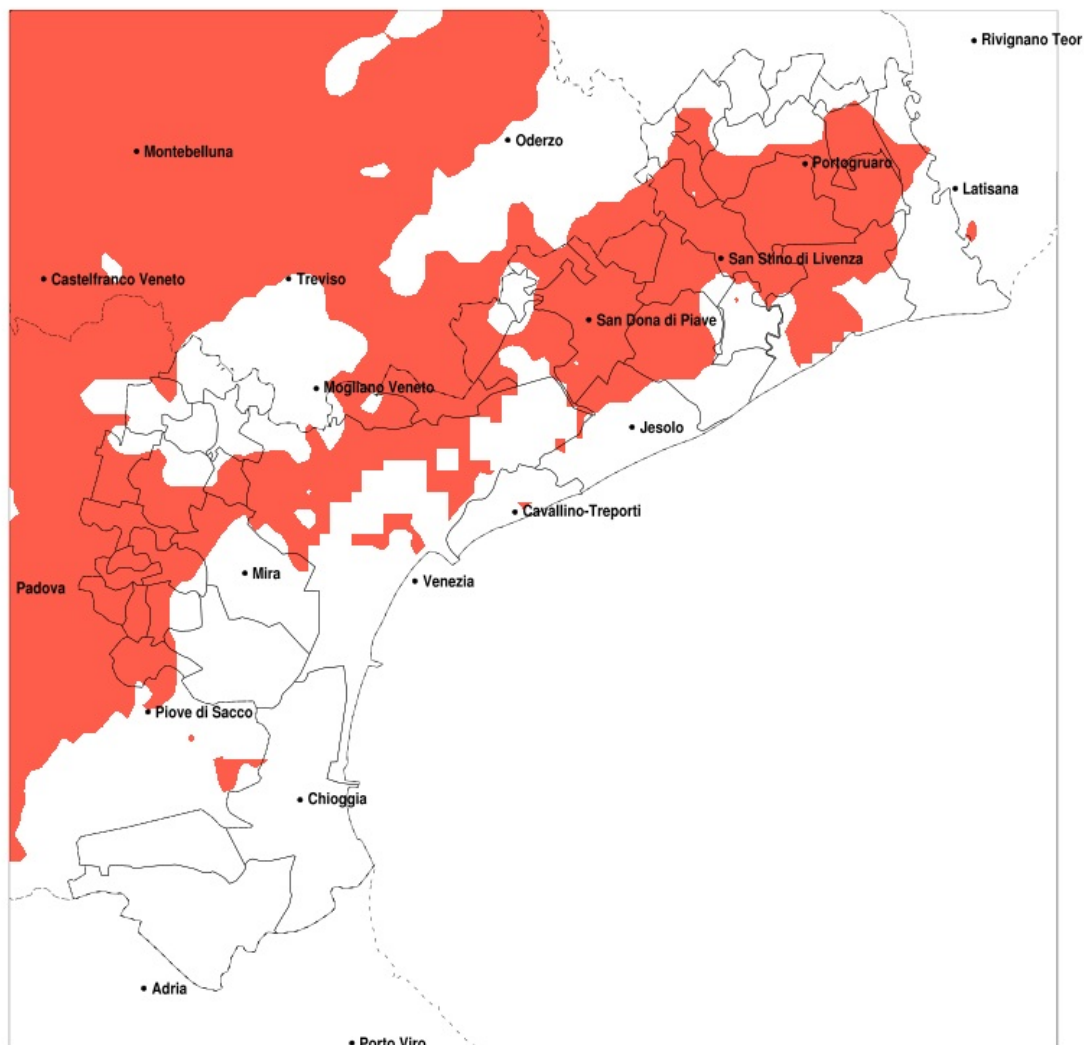 Rivignano Teor
Oderzo
Montebelluna
Portogruaro
Latisana
San Stino di Livenza
Castelfranco Veneto
Treviso
San Dona di Piave
Mogliano Veneto
Jesolo
Cavallino-Treporti
Mira
Venezia
Padova
Piove di Sacco
Chioggia
Adria
Porto Viro